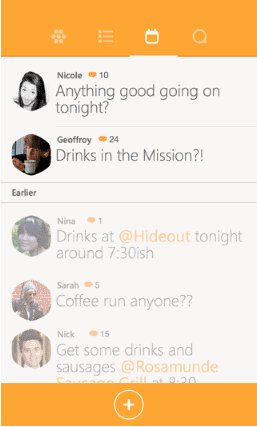 Nicole 10
Anything good going on
tonight?
Geoffroy 24
Drinks in the Mission?!
Earlier
Nina 1
Drinks at @Hideout tonight
around 7:30ish
Sarah 5
Coffee run anyone??
Nick 15
Get some drinks and
sausages @Rosamunde
Sausage Grill at 8:30